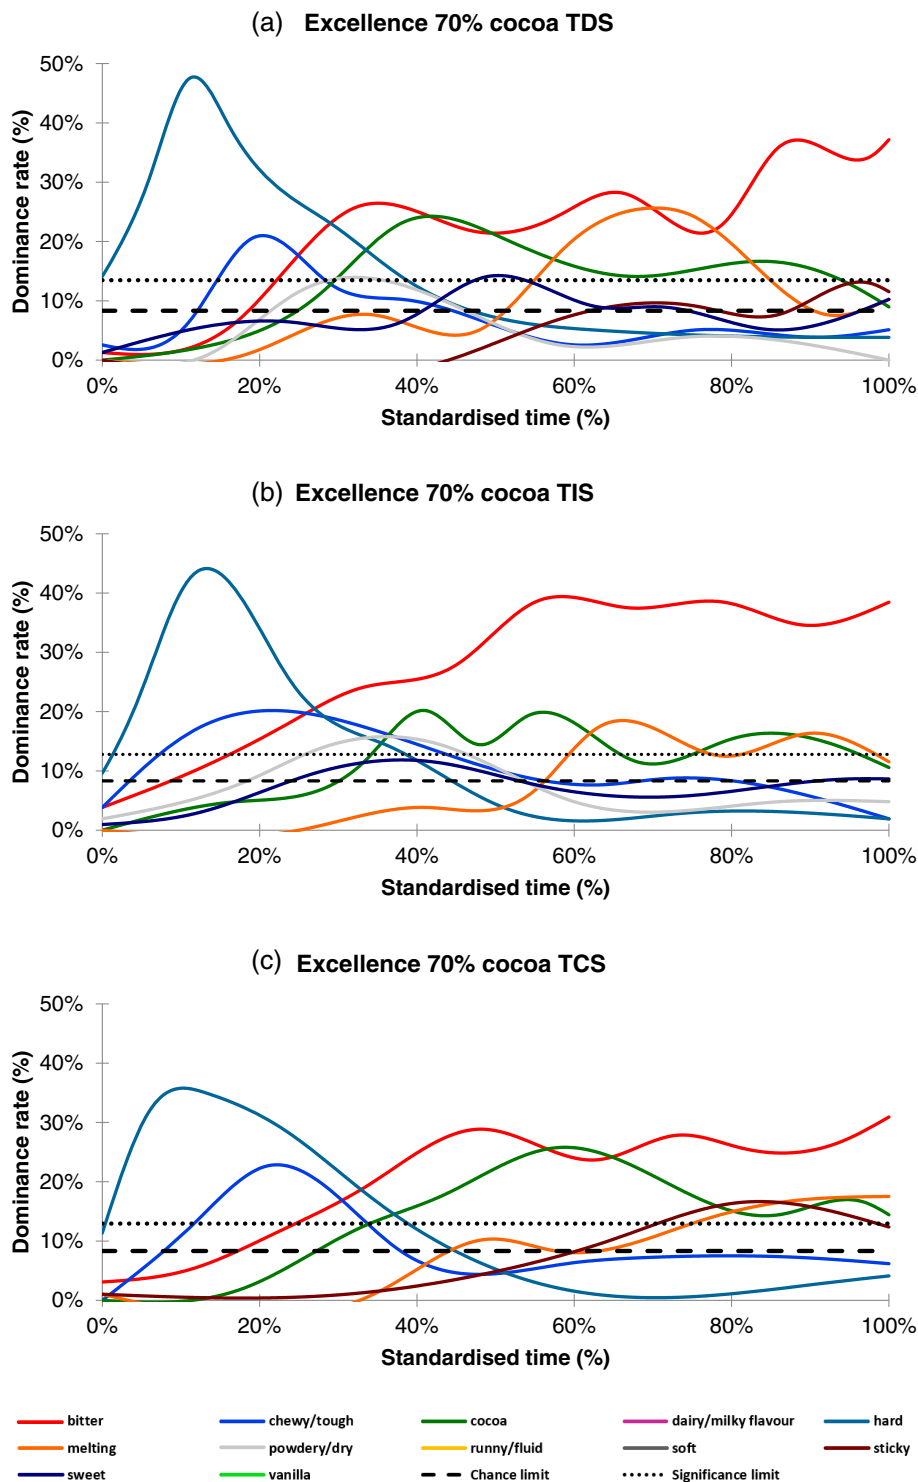 (a) Excellence 70% cocoa TDS
50%
40%
30%
20%
10%
0%
Dominance rate (%)
0% 20% 40% 60% 80% 100%
Standardised time (%)
(b) Excellence 70% cocoa TIS
50%
40%
30%
20%
10%
0%
Dominance rate (%)
0% 20% 40% 60% 80% 100%
Standardised time (%)
(c) Excellence 70% cocoa TCS
50%
40%
30%
20%
10%
0%
Dominance rate (%)
0% 20% 40% 60% 80% 100%
Standardised time (%)
bitter chewy/tough cocoa dairy/milky flavour hard
melting powdery/dry runny/fluid soft sticky
sweet vanilla Chance limit Significance limit